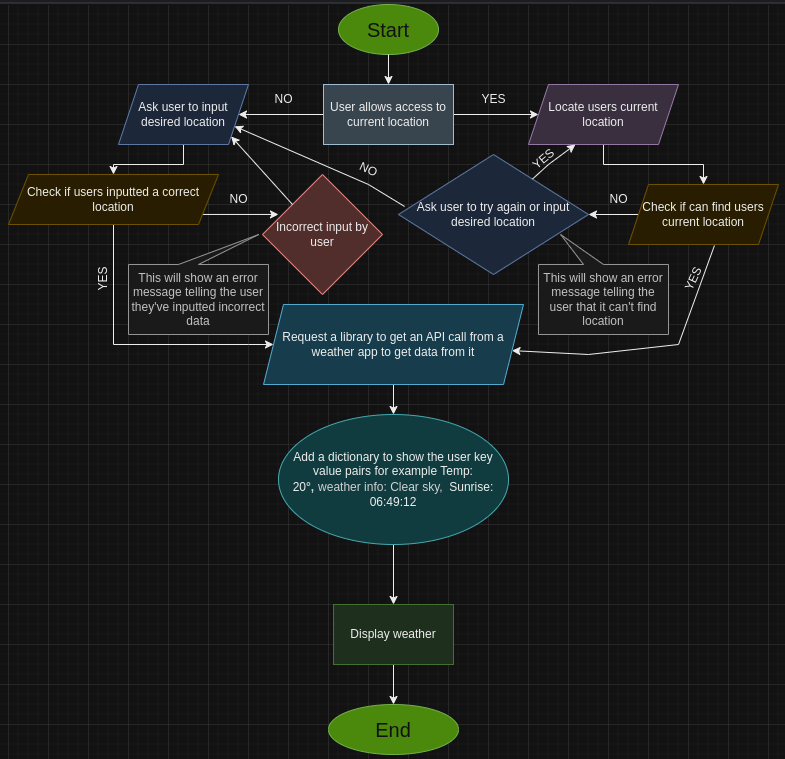 Start
NO
User allows access to
current location
YES
Ask user to input
desired location
Locate users current
location
NO
YES
Check if users inputted a correct
location
NO
Incorrect input by
user
Ask user to try again or input
desired location
NO
Check if can find users
current location
YES
This will show an error
message telling the user
they've inputted incorrect
data
This will show an error
message telling the
user that it can't find
location
YES
Request a library to get an API call from a
weather app to get data from it
Add a dictionary to show the user key
value pairs for example Temp:
20°, weather info: Clear sky, Sunrise:
06:49:12
Display weather
End